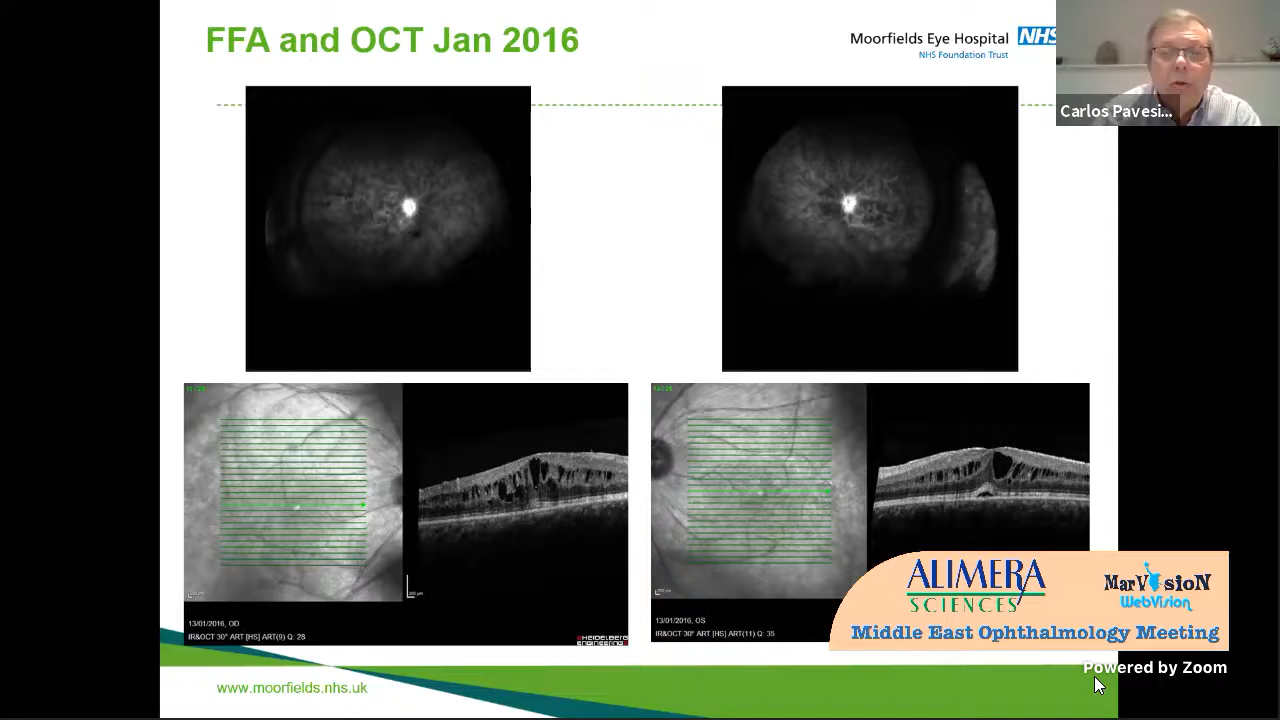 FFA and OCT Jan 2016
Moorfields Eye Hospital NHS
NHS Foundation Trust
Carlos Pavesi...
13/01/2016, OD
IR&OCT 30° ART [HS] ART(9) Q: 28
HEIDELBERG
ENGINEERING
13/01/2016, OS
IR&OCT 30° ART [HS] ART(11) Q: 35
ALIMERA
SCIENCES
MarVisioN
WebVision
Middle East Ophthalmology Meeting
Powered by Zoom
www.moorfields.nhs.uk